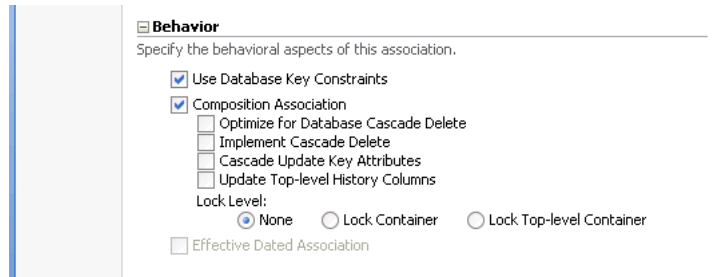 Behavior
Specify the behavioral aspects of this association.
Use Database Key Constraints
Composition Association
Optimize for Database Cascade Delete
Implement Cascade Delete
Cascade Update Key Attributes
Update Top-level History Columns
Lock Level:
None Lock Container Lock Top-level Container
Effective Dated Association